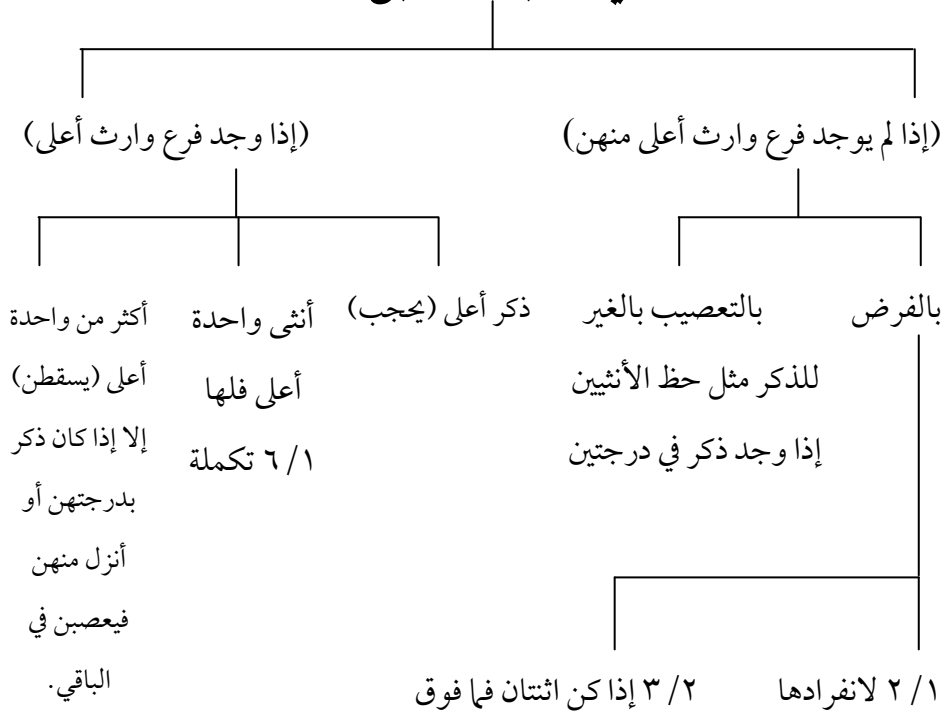 (إذا لم يوجد فرع وارث أعلى منهن)
(إذا وجد فرع وارث أعلى)
بالفرض
بالتعصيب بالغير
للذكر مثل حظ الأنثيين
إذا وجد ذكر في درجتين
ذكر أعلى (يحجب)
أنثى واحدة
أعلى فلها
١/ ٦ تكملة
أكثر من واحدة
أعلى (يسقطن)
إلا إذا كان ذكر
بدرجتهن أو
أنزل منهن
فيعصبن في
الباقي.
١/ ٢ لانفرادها
٢/ ٣ إذا كن اثنتان فما فوق